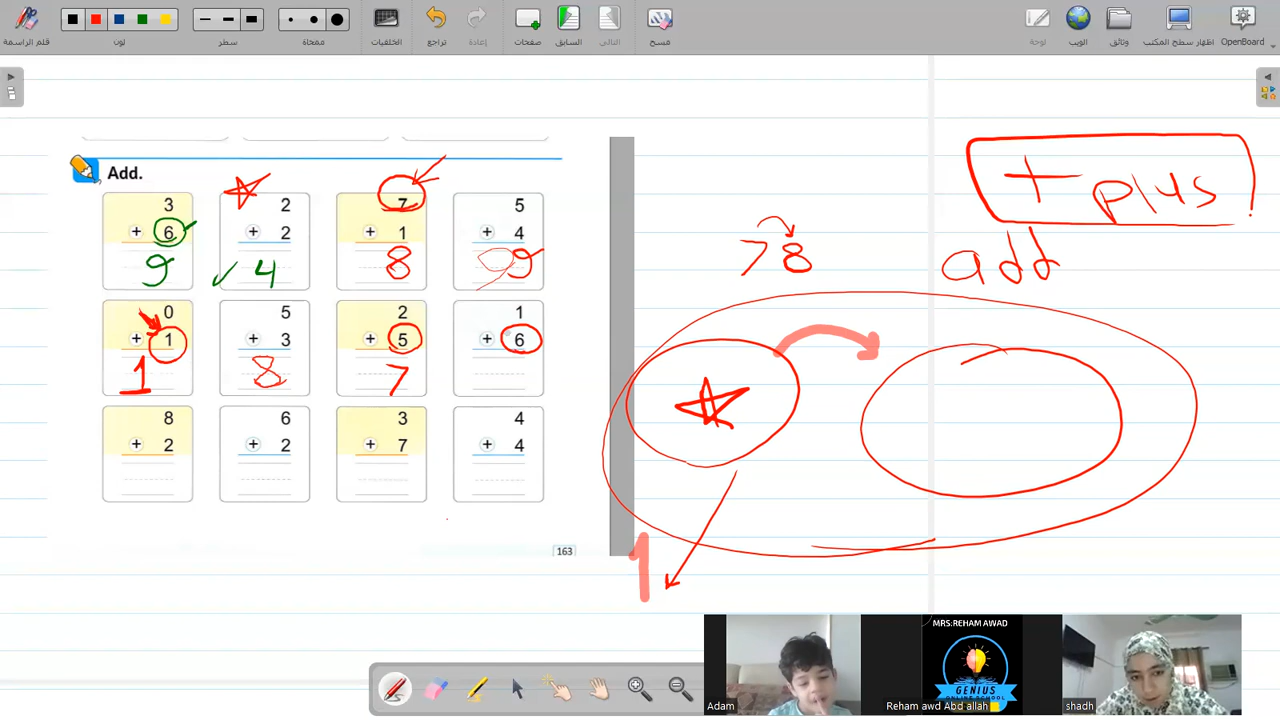 قلم الراسمة
لون
سطر
ممحاة
الخلفيات
تراجع
إعادة
صفحات
السابق
التالي
مسح
لوحة
الويب
وثائق
اظهار سطح المكتب
OpenBoard
Add.
3 2 7 5
+ 6 + 2 + 1 + 4
9 4 8 9
0 5 2 1
+ 1 + 3 + 5 + 6
1 8 7
8 6 3 4
+ 2 + 2 + 7 + 4
163
+ plus
add
7 8
1
Adam
MRS:REHAM AWAD
GENIUS
ONLINE SCHOOL
Reham awd Abd allah
shadh